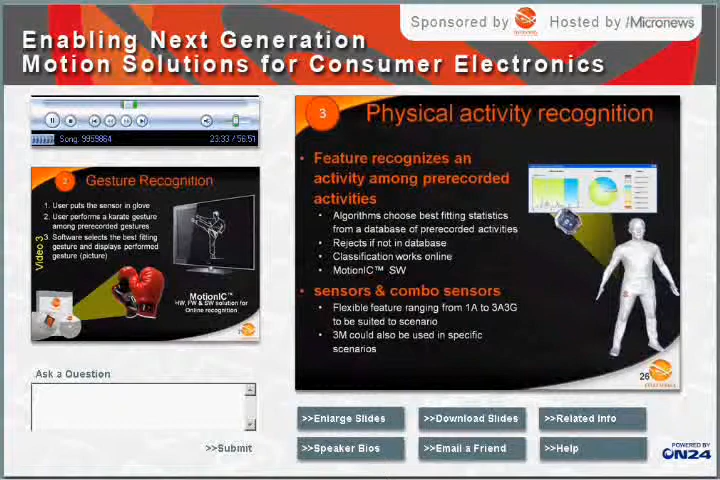 Sponsored by
Hosted by iMicronews
Enabling Next Generation
Motion Solutions for Consumer Electronics
Song: 9959864
23:33 / 56:51
2
Gesture Recognition
1. User puts the sensor in glove
2. User performs a karate gesture
among prerecorded gestures
3. Software selects the best fitting
gesture and displays performed
gesture (picture)
Video 3
MotionIC™
HW, FW & SW solution for
Online recognition
Ask a Question
>>Submit
3
Physical activity recognition
• Feature recognizes an
activity among prerecorded
activities
• Algorithms choose best fitting statistics
from a database of prerecorded activities
• Rejects if not in database
• Classification works online
• MotionIC™ SW
• sensors & combo sensors
• Flexible feature ranging from 1A to 3A3G
to be suited to scenario
• 3M could also be used in specific
scenarios
26
>>Enlarge Slides
>>Download Slides
>>Related Info
>>Speaker Bios
>>Email a Friend
>>Help
POWERED BY
ON24